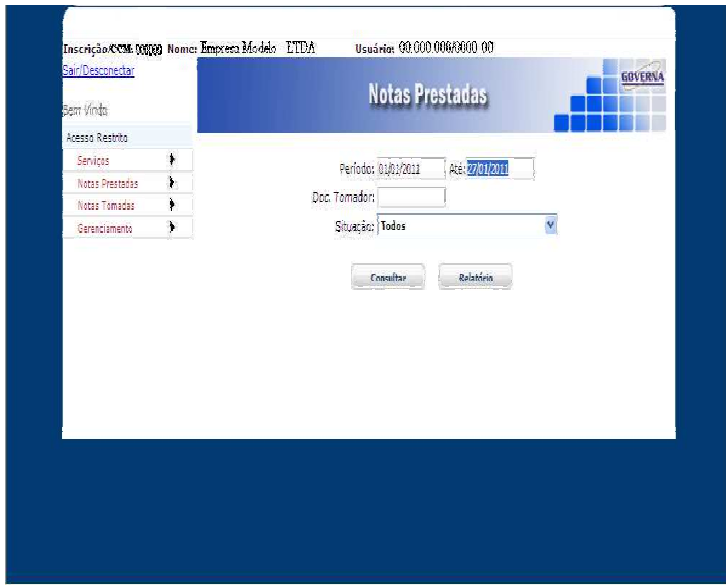 Inscrição/CCM: 00000 Nome: Empresa Modelo LTDA Usuário: 00.000.000/0000-00
Sair/Desconectar
Notas Prestadas
GOVERNA
Bem Vindo,
Acesso Restrito
Serviços
Notas Prestadas
Notas Tomadas
Gerenciamento
Período: 01/01/2011 Até: 27/01/2011
Doc. Tomador:
Situação: Todos
Consultar Relatório